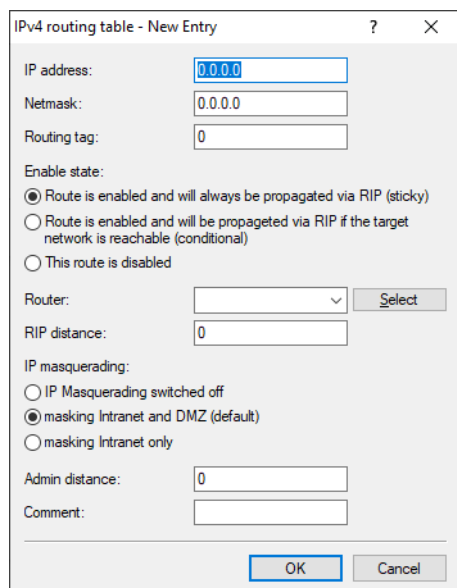 IPv4 routing table - New Entry
IP address: 0.0.0.0
Netmask: 0.0.0.0
Routing tag: 0
Enable state:
Route is enabled and will always be propagated via RIP (sticky)
Route is enabled and will be propageted via RIP if the target
network is reachable (conditional)
This route is disabled
Router: Select
RIP distance: 0
IP masquerading:
IP Masquerading switched off
masking Intranet and DMZ (default)
masking Intranet only
Admin distance: 0
Comment:
OK Cancel